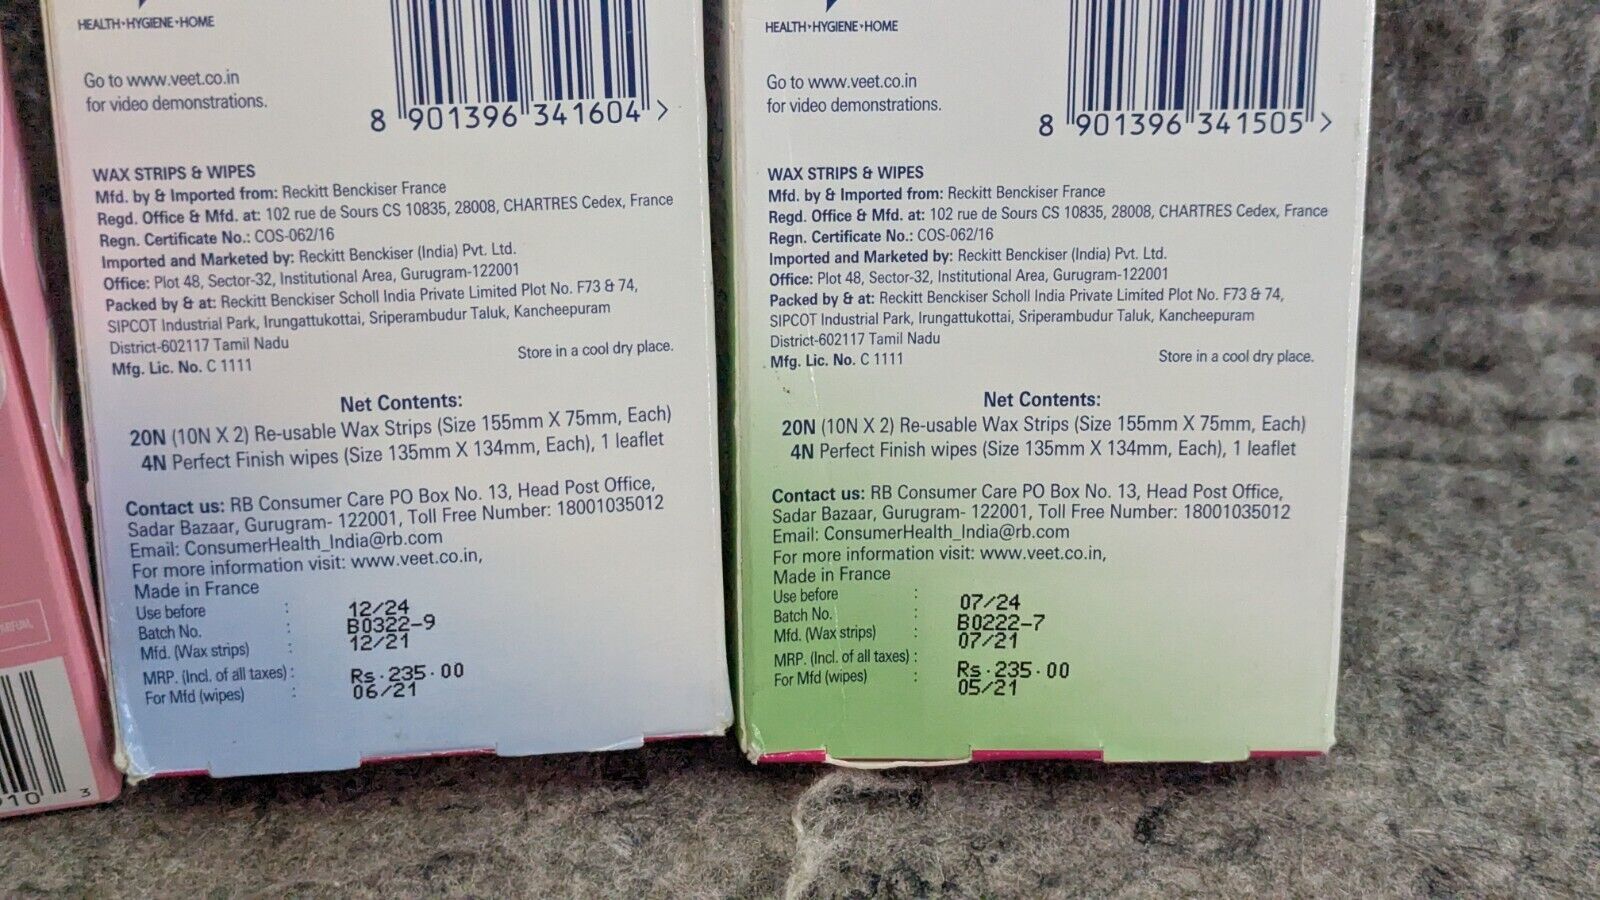 HEALTH • HYGIENE • HOME
Go to www.veet.co.in
for video demonstrations.
8 901396 341604 >
WAX STRIPS & WIPES
Mfd. by & Imported from: Reckitt Benckiser France
Regd. Office & Mfd. at: 102 rue de Sours CS 10835, 28008, CHARTRES Cedex, France
Regn. Certificate No.: COS-062/16
Imported and Marketed by: Reckitt Benckiser (India) Pvt. Ltd.
Office: Plot 48, Sector-32, Institutional Area, Gurugram-122001
Packed by & at: Reckitt Benckiser Scholl India Private Limited Plot No. F73 & 74,
SIPCOT Industrial Park, Irungattukottai, Sriperambudur Taluk, Kancheepuram
District-602117 Tamil Nadu
Mfg. Lic. No. C 1111
Store in a cool dry place.
Net Contents:
20N (10N X 2) Re-usable Wax Strips (Size 155mm X 75mm, Each)
4N Perfect Finish wipes (Size 135mm X 134mm, Each), 1 leaflet
Contact us: RB Consumer Care PO Box No. 13, Head Post Office,
Sadar Bazaar, Gurugram- 122001, Toll Free Number: 18001035012
Email: ConsumerHealth_India@rb.com
For more information visit: www.veet.co.in,
Made in France
Use before : 12/24
Batch No. : B0322-9
Mfd. (Wax strips) : 12/21
MRP. (Incl. of all taxes) : Rs.235.00
For Mfd (wipes) : 06/21
HEALTH • HYGIENE • HOME
Go to www.veet.co.in
for video demonstrations.
8 901396 341505 >
WAX STRIPS & WIPES
Mfd. by & Imported from: Reckitt Benckiser France
Regd. Office & Mfd. at: 102 rue de Sours CS 10835, 28008, CHARTRES Cedex, France
Regn. Certificate No.: COS-062/16
Imported and Marketed by: Reckitt Benckiser (India) Pvt. Ltd.
Office: Plot 48, Sector-32, Institutional Area, Gurugram-122001
Packed by & at: Reckitt Benckiser Scholl India Private Limited Plot No. F73 & 74,
SIPCOT Industrial Park, Irungattukottai, Sriperambudur Taluk, Kancheepuram
District-602117 Tamil Nadu
Mfg. Lic. No. C 1111
Store in a cool dry place.
Net Contents:
20N (10N X 2) Re-usable Wax Strips (Size 155mm X 75mm, Each)
4N Perfect Finish wipes (Size 135mm X 134mm, Each), 1 leaflet
Contact us: RB Consumer Care PO Box No. 13, Head Post Office,
Sadar Bazaar, Gurugram- 122001, Toll Free Number: 18001035012
Email: ConsumerHealth_India@rb.com
For more information visit: www.veet.co.in,
Made in France
Use before : 07/24
Batch No. : B0222-7
Mfd. (Wax strips) : 07/21
MRP. (Incl. of all taxes) : Rs.235.00
For Mfd (wipes) : 05/21